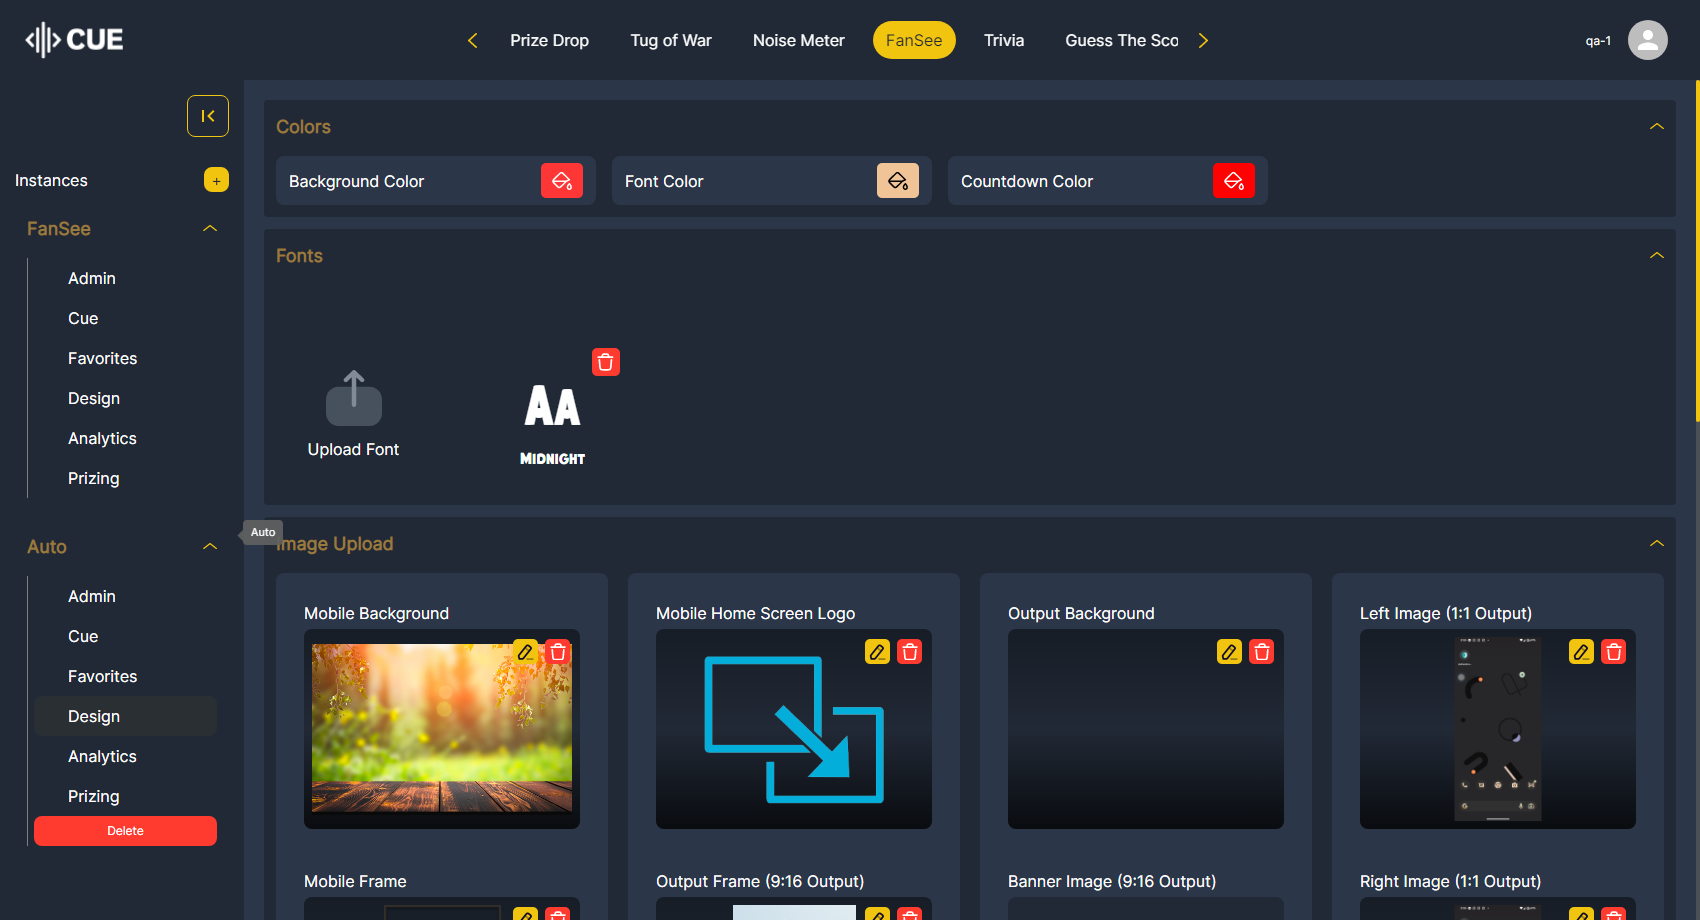 CUE
Prize Drop
Tug of War
Noise Meter
FanSee
Trivia
Guess The Sco
qa-1
Instances
+
FanSee
Admin
Cue
Favorites
Design
Analytics
Prizing
Auto
Admin
Cue
Favorites
Design
Analytics
Prizing
Delete
Auto
Colors
Background Color
Font Color
Countdown Color
Fonts
Upload Font
AA
MIDNIGHT
Image Upload
Mobile Background
Mobile Home Screen Logo
Output Background
Left Image (1:1 Output)
Mobile Frame
Output Frame (9:16 Output)
Banner Image (9:16 Output)
Right Image (1:1 Output)